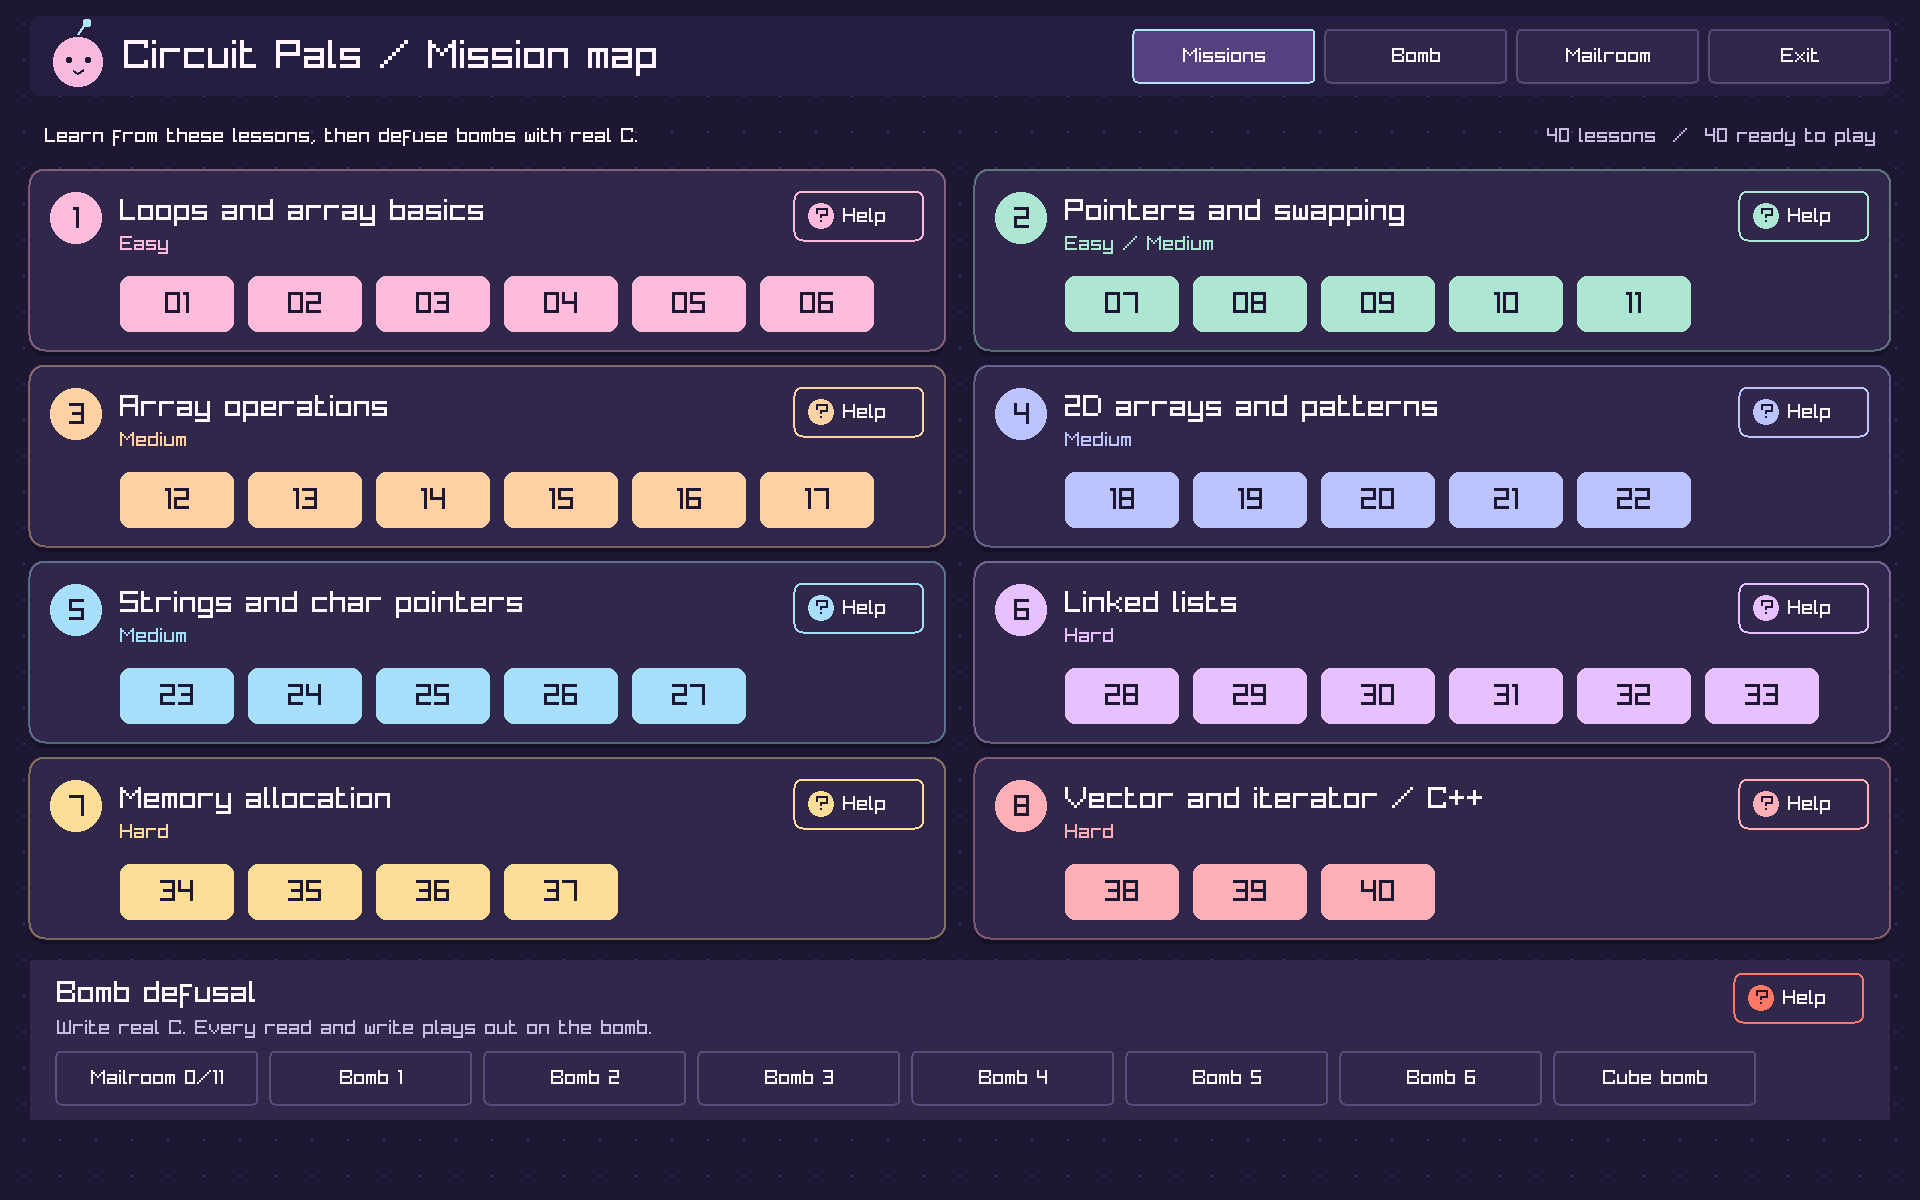 Circuit Pals / Mission map
Missions
Bomb
Mailroom
Exit
Learn from these lessons, then defuse bombs with real C.
40 lessons / 40 ready to play
1
Loops and array basics
Easy
? Help
01 02 03 04 05 06
2
Pointers and swapping
Easy / Medium
? Help
07 08 09 10 11
3
Array operations
Medium
? Help
12 13 14 15 16 17
4
2D arrays and patterns
Medium
? Help
18 19 20 21 22
5
Strings and char pointers
Medium
? Help
23 24 25 26 27
6
Linked lists
Hard
? Help
28 29 30 31 32 33
7
Memory allocation
Hard
? Help
34 35 36 37
8
Vector and iterator / C++
Hard
? Help
38 39 40
Bomb defusal
Write real C. Every read and write plays out on the bomb.
? Help
Mailroom 0/11
Bomb 1
Bomb 2
Bomb 3
Bomb 4
Bomb 5
Bomb 6
Cube bomb